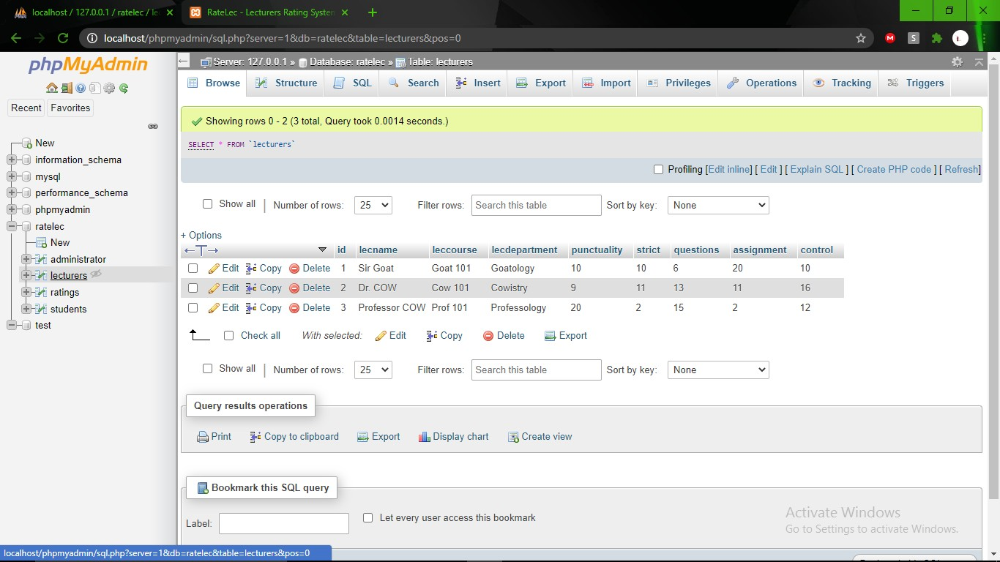 localhost / 127.0.0.1 / ratelec / le
RateLec - Lecturers Rating System
localhost/phpmyadmin/sql.php?server=1&db=ratelec&table=lecturers&pos=0
phpMyAdmin
Recent Favorites
New
information_schema
mysql
performance_schema
phpmyadmin
ratelec
New
administrator
lecturers
ratings
students
test
Server: 127.0.0.1 » Database: ratelec » Table: lecturers
Browse Structure SQL Search Insert Export Import Privileges Operations Tracking Triggers
Showing rows 0 - 2 (3 total, Query took 0.0014 seconds.)
SELECT * FROM `lecturers`
Profiling [Edit inline] [ Edit ] [ Explain SQL ] [ Create PHP code ] [ Refresh]
Show all | Number of rows: 25 Filter rows: Search this table Sort by key: None
+ Options
id lecname leccourse lecdepartment punctuality strict questions assignment control
Edit Copy Delete 1 Sir Goat Goat 101 Goatology 10 10 6 20 10
Edit Copy Delete 2 Dr. COW Cow 101 Cowistry 9 11 13 11 16
Edit Copy Delete 3 Professor COW Prof 101 Professology 20 2 15 2 12
Check all With selected: Edit Copy Delete Export
Show all | Number of rows: 25 Filter rows: Search this table Sort by key: None
Query results operations
Print Copy to clipboard Export Display chart Create view
Bookmark this SQL query
Label: Let every user access this bookmark
Activate Windows
Go to Settings to activate Windows.
localhost/phpmyadmin/sql.php?server=1&db=ratelec&table=lecturers&pos=0